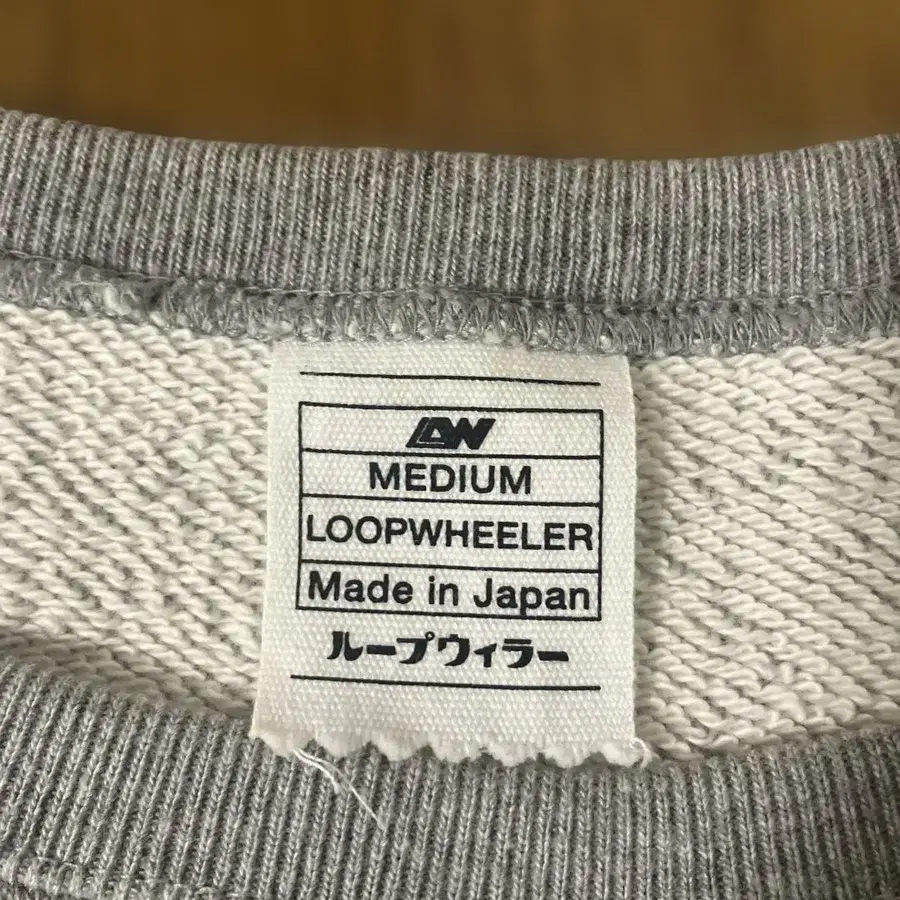 LW
MEDIUM
LOOPWHEELER
Made in Japan
ループウィラー